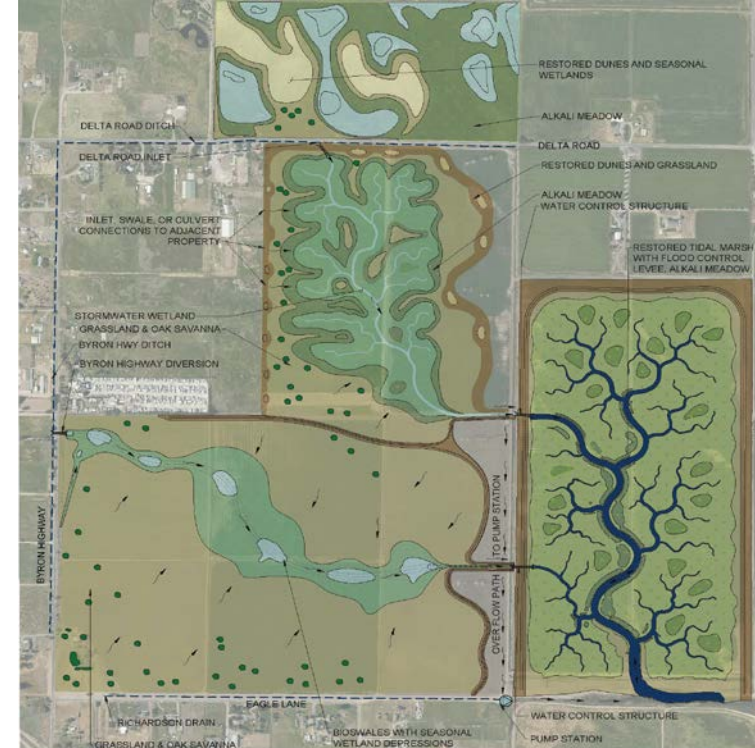 RESTORED DUNES AND SEASONAL
WETLANDS
ALKALI MEADOW
DELTA ROAD DITCH
DELTA ROAD
DELTA ROAD INLET
RESTORED DUNES AND GRASSLAND
ALKALI MEADOW
WATER CONTROL STRUCTURE
INLET, SWALE, OR CULVERT
CONNECTIONS TO ADJACENT
PROPERTY
RESTORED TIDAL MARSH
WITH FLOOD CONTROL
LEVEE, ALKALI MEADOW
STORMWATER WETLAND
GRASSLAND & OAK SAVANNA
BYRON HWY DITCH
BYRON HIGHWAY DIVERSION
BYRON HIGHWAY
TO PUMP STATION
OVER FLOW PATH
EAGLE LANE
RICHARDSON DRAIN
GRASSLAND & OAK SAVANNA
BIOSWALES WITH SEASONAL
WETLAND DEPRESSIONS
WATER CONTROL STRUCTURE
PUMP STATION